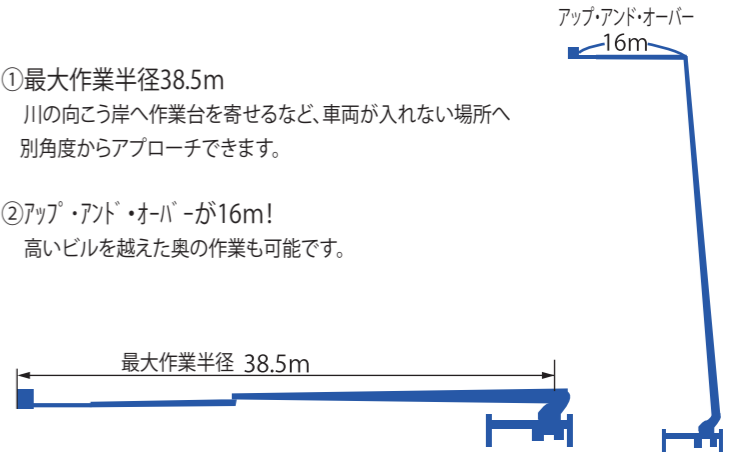 アップ・アンド・オーバー
16m
①最大作業半径38.5m
川の向こう岸へ作業台を寄せるなど、車両が入れない場所へ
別角度からアプローチできます。
②ｱｯﾌﾟ・ｱﾝﾄﾞ・ｵｰﾊﾞｰが16m!
高いビルを越えた奥の作業も可能です。
最大作業半径 38.5m